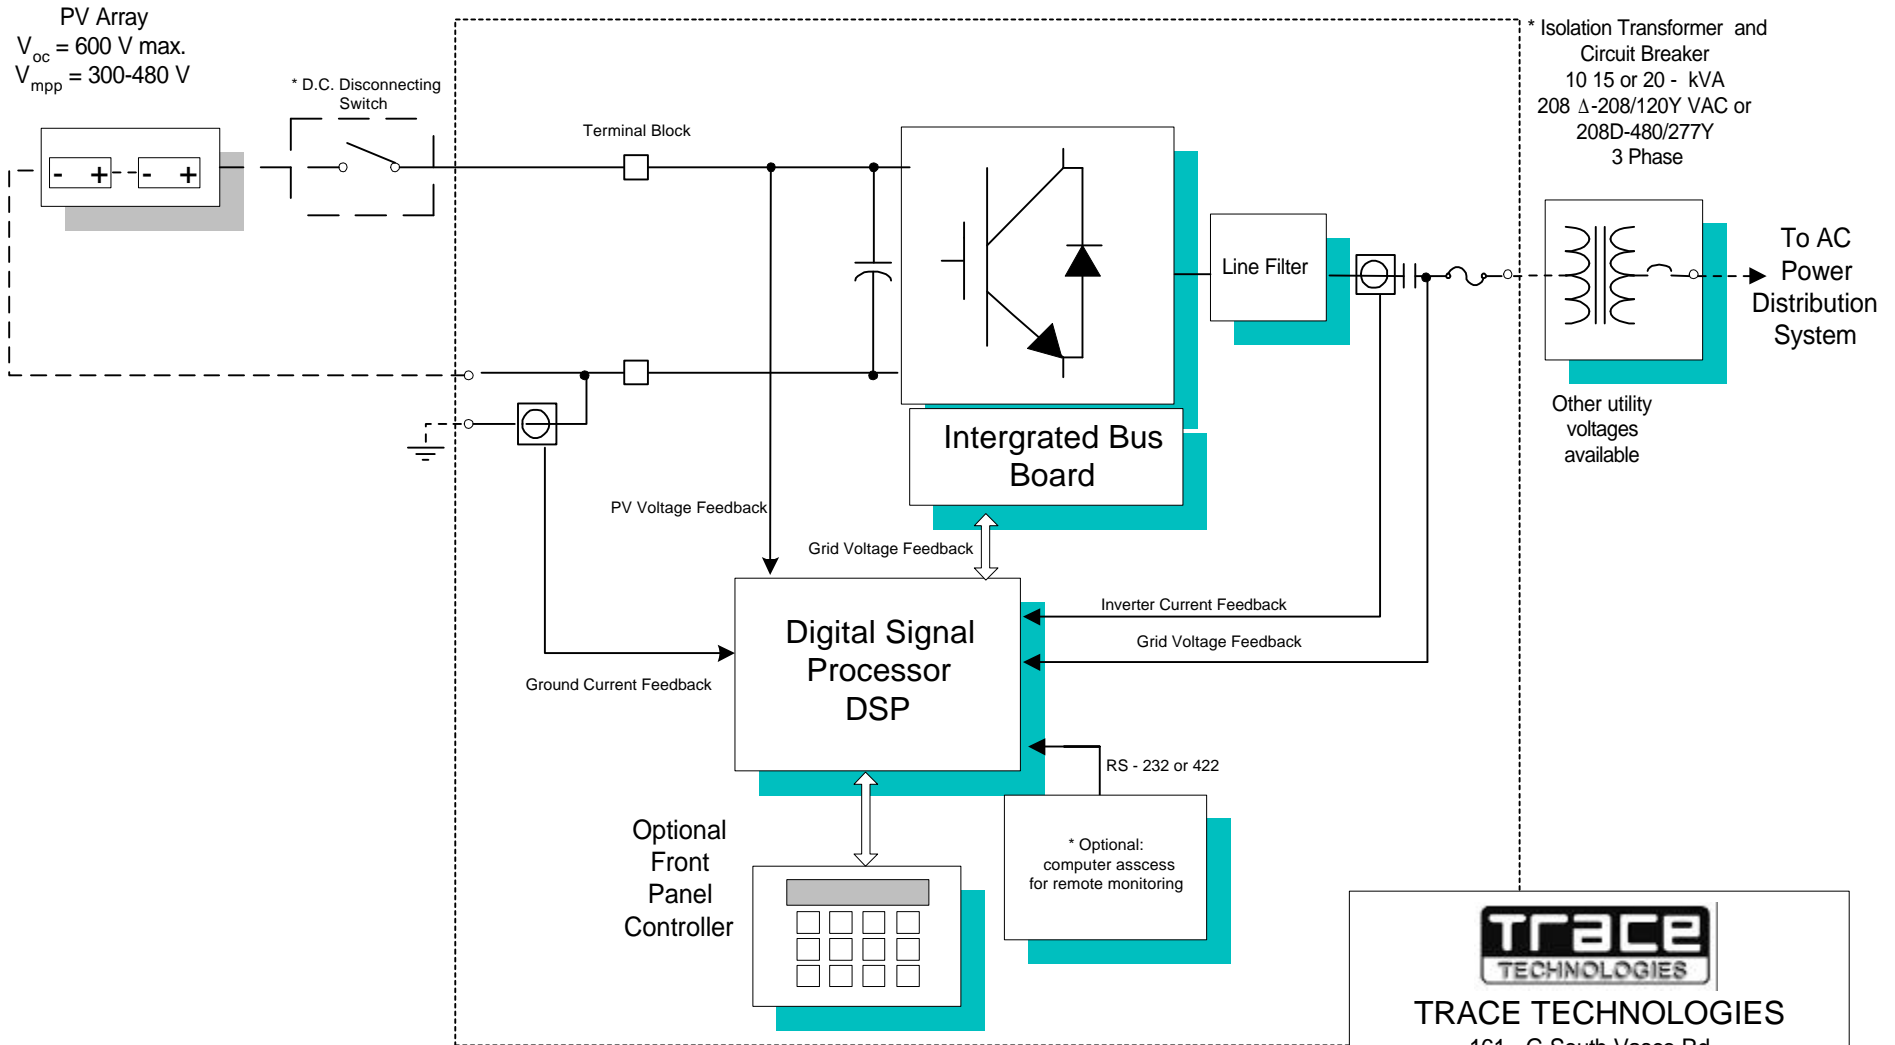 PV Array
Voc = 600 V max.
Vmpp = 300-480 V
* D.C. Disconnecting
Switch
Terminal Block
* Isolation Transformer and
Circuit Breaker
10 15 or 20 - kVA
208 Δ-208/120Y VAC or
208D-480/277Y
3 Phase
- + - +
Line Filter
To AC
Power
Distribution
System
Other utility
voltages
available
Intergrated Bus
Board
PV Voltage Feedback
Grid Voltage Feedback
Inverter Current Feedback
Grid Voltage Feedback
Digital Signal
Processor
DSP
Ground Current Feedback
RS - 232 or 422
Optional
Front
Panel
Controller
* Optional:
computer asscess
for remote monitoring
Trace
TECHNOLOGIES
TRACE TECHNOLOGIES
161 - G South Vasco Rd